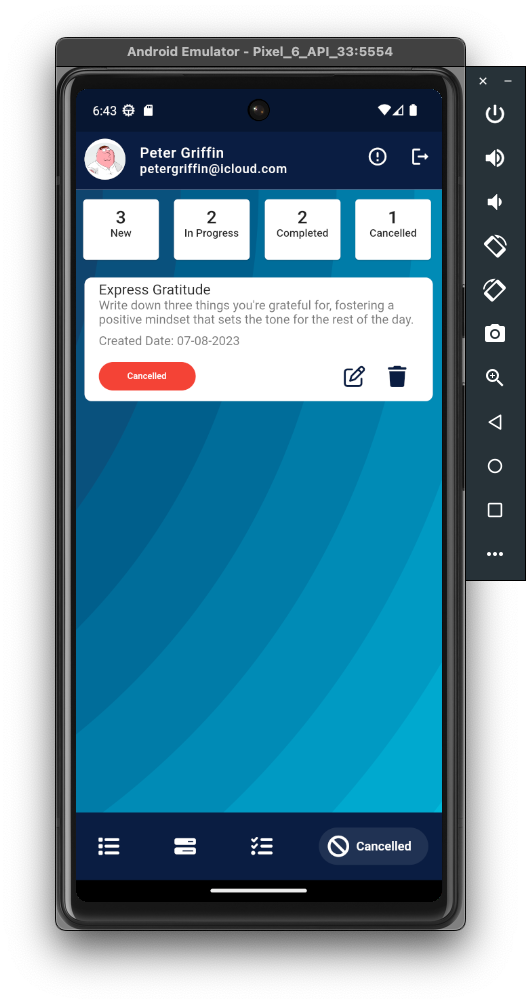 Android Emulator - Pixel_6_API_33:5554
6:43
Peter Griffin
petergriffin@icloud.com
3
New
2
In Progress
2
Completed
1
Cancelled
Express Gratitude
Write down three things you're grateful for, fostering a
positive mindset that sets the tone for the rest of the day.
Created Date: 07-08-2023
Cancelled
Cancelled